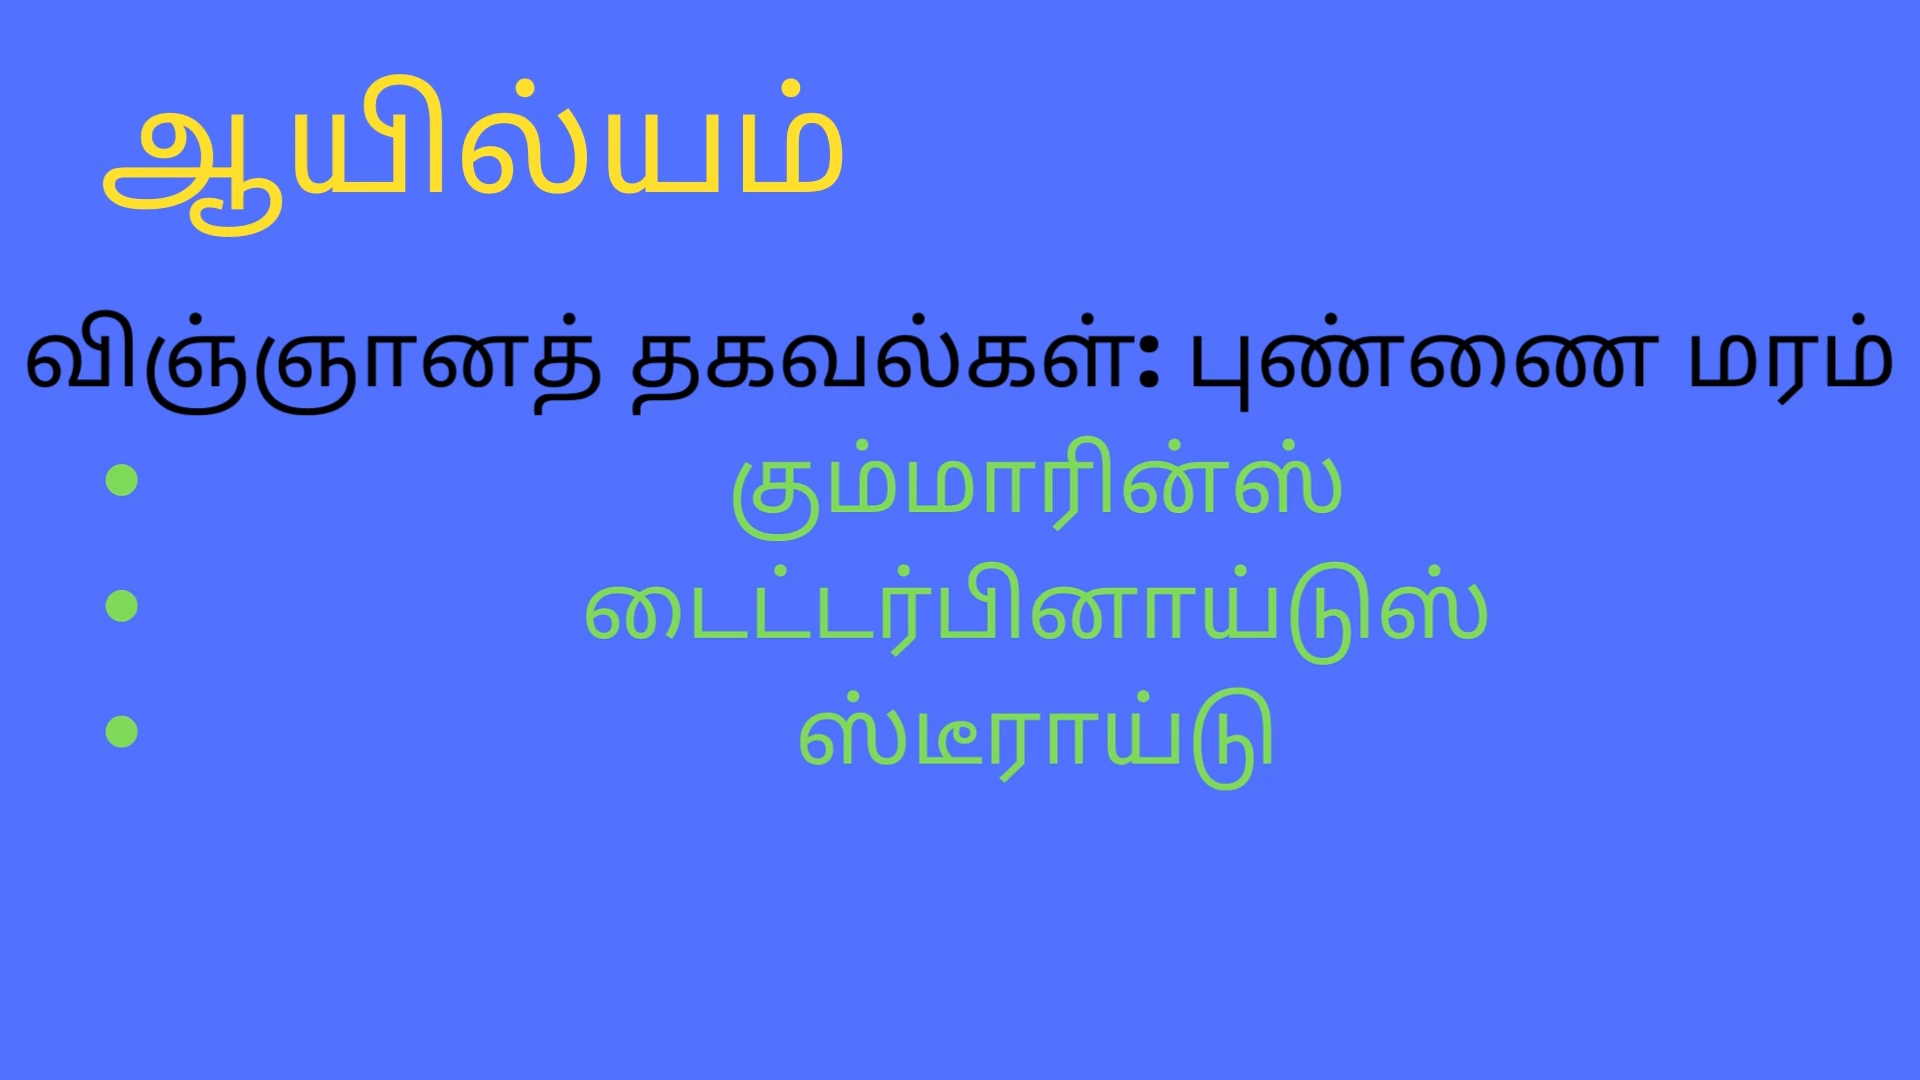 ஆயில்யம்
விஞ்ஞானத் தகவல்கள்: புண்ணை மரம்
• கும்மாரின்ஸ்
• டைட்டர்பினாய்டுஸ்
• ஸ்டீராய்டு